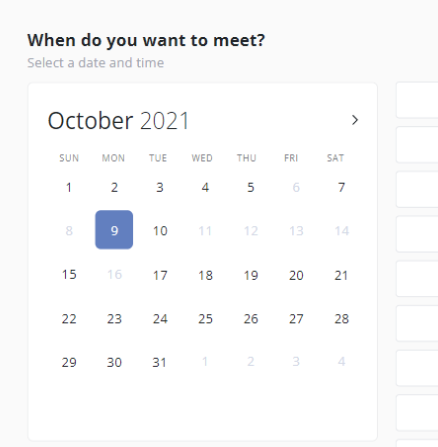 When do you want to meet?
Select a date and time
October 2021
SUN MON TUE WED THU FRI SAT
1 2 3 4 5 6 7
8 9 10 11 12 13 14
15 16 17 18 19 20 21
22 23 24 25 26 27 28
29 30 31 1 2 3 4